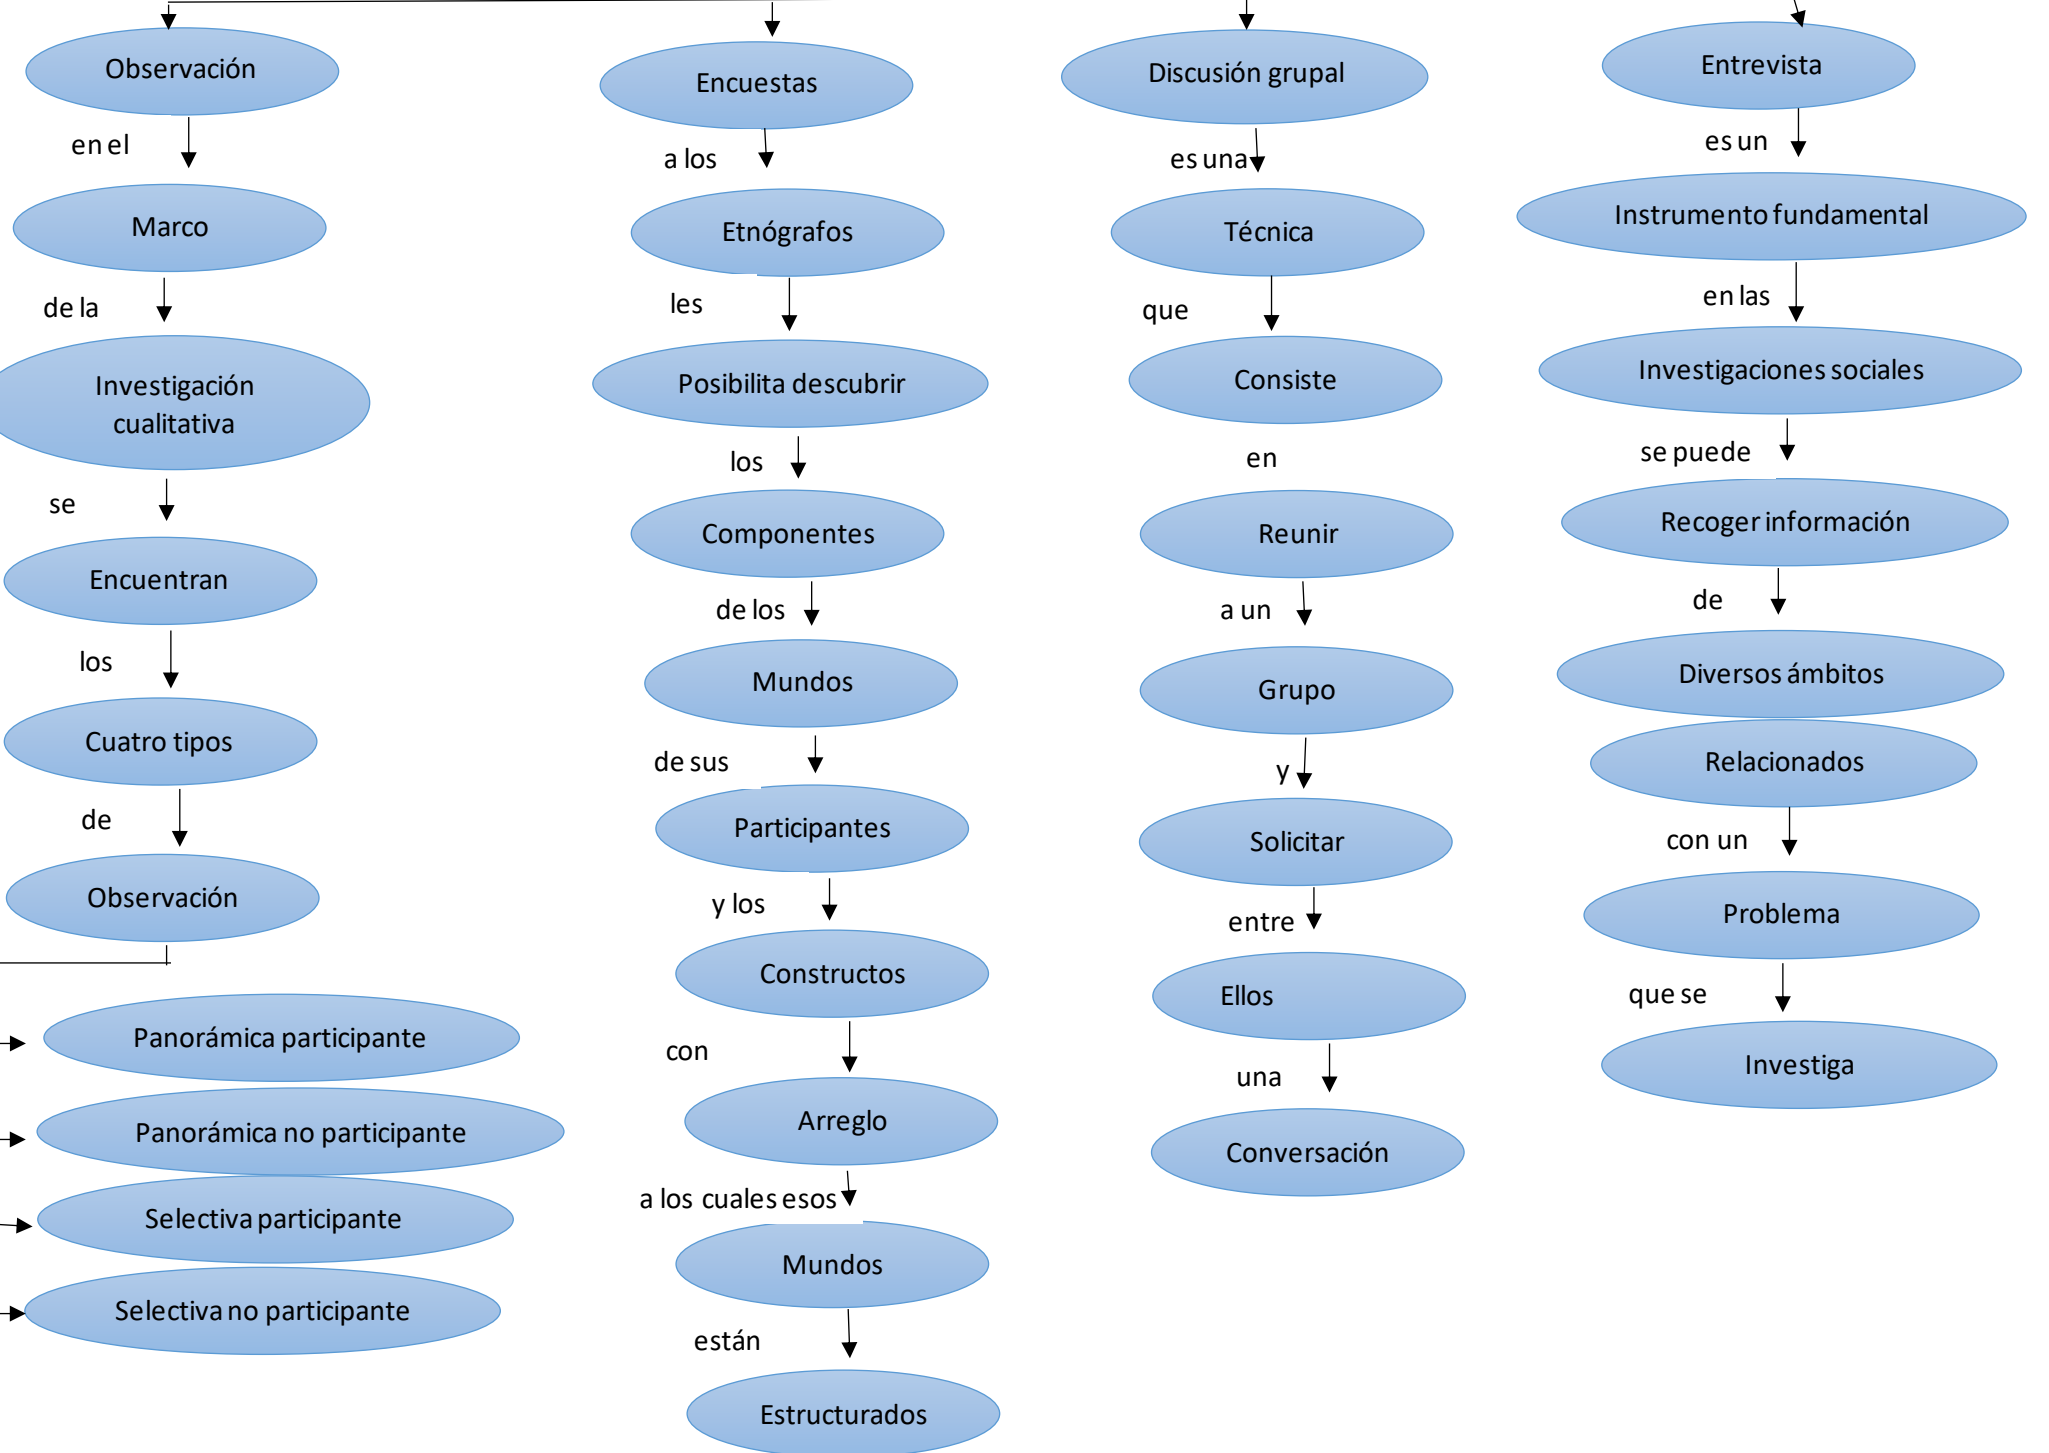 Observación
en el
Marco
de la
Investigación
cualitativa
se
Encuentran
los
Cuatro tipos
de
Observación
Panorámica participante
Panorámica no participante
Selectiva participante
Selectiva no participante
Encuestas
a los
Etnógrafos
les
Posibilita descubrir
los
Componentes
de los
Mundos
de sus
Participantes
y los
Constructos
con
Arreglo
a los cuales esos
Mundos
están
Estructurados
Discusión grupal
es una
Técnica
que
Consiste
en
Reunir
a un
Grupo
y
Solicitar
entre
Ellos
una
Conversación
Entrevista
es un
Instrumento fundamental
en las
Investigaciones sociales
se puede
Recoger información
de
Diversos ámbitos
Relacionados
con un
Problema
que se
Investiga